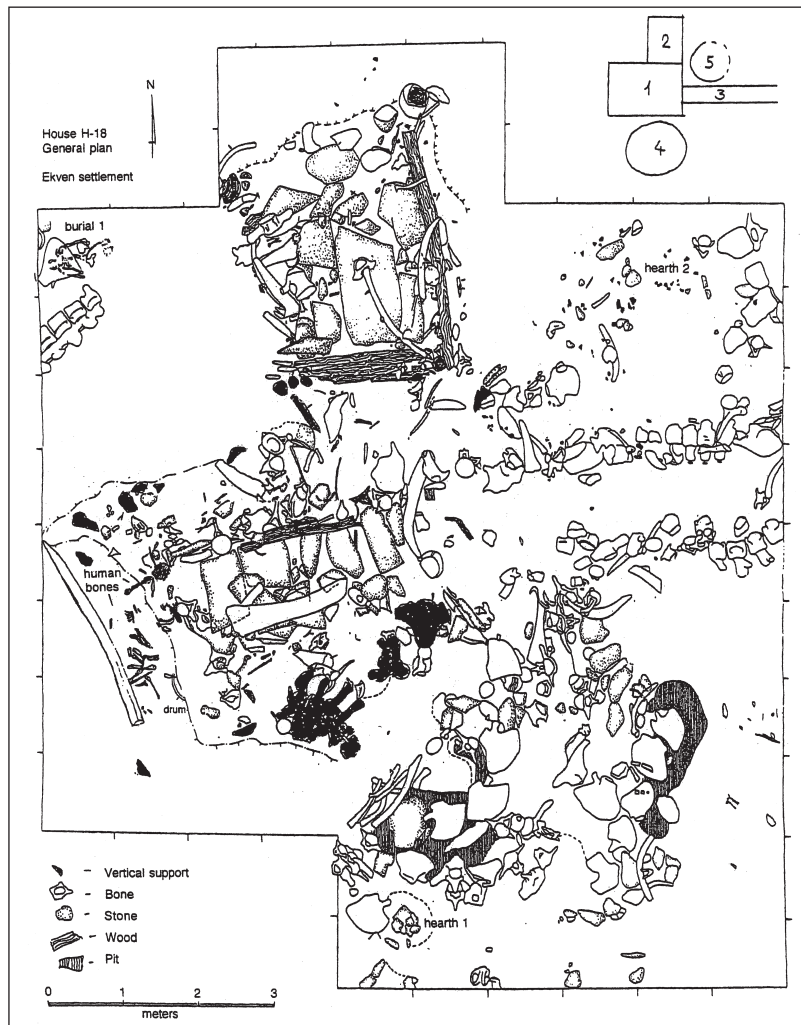 2
5
1
3
4
N
House H-18
General plan
Ekven settlement
burial 1
hearth 2
human
bones
drum
hearth 1
Vertical support
Bone
Stone
Wood
Pit
0 1 2 3
meters